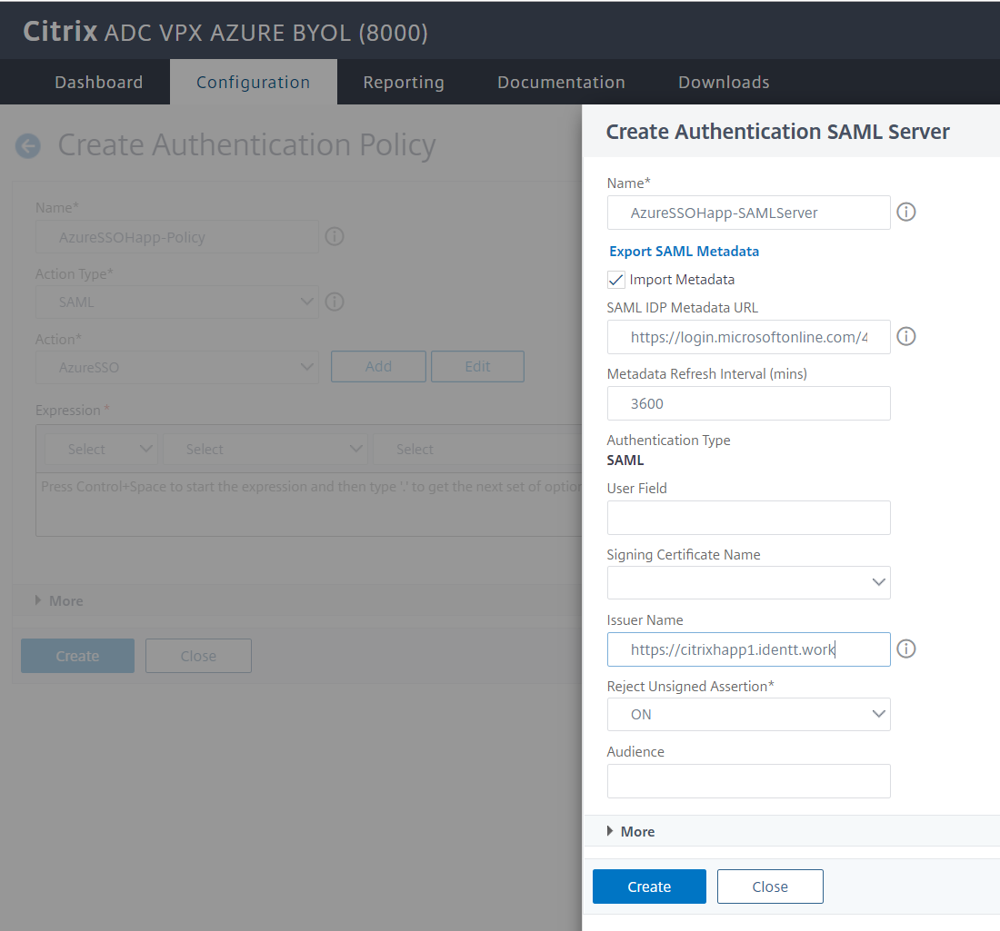 Citrix ADC VPX AZURE BYOL (8000)
Dashboard Configuration Reporting Documentation Downloads
Create Authentication Policy
Name*
AzureSSOHapp-Policy
Action Type*
SAML
Action*
AzureSSO
Add Edit
Expression *
Select Select Select
Press Control+Space to start the expression and then type '.' to get the next set of option
More
Create Close
Create Authentication SAML Server
Name*
AzureSSOHapp-SAMLServer
Export SAML Metadata
Import Metadata
SAML IDP Metadata URL
https://login.microsoftonline.com/4
Metadata Refresh Interval (mins)
3600
Authentication Type
SAML
User Field
Signing Certificate Name
Issuer Name
https://citrixhapp1.identt.work
Reject Unsigned Assertion*
ON
Audience
More
Create Close